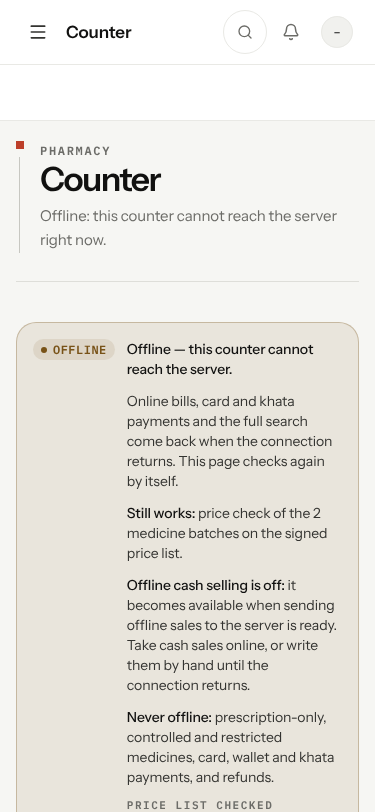 Counter
-
PHARMACY
Counter
Offline: this counter cannot reach the server
right now.
OFFLINE
Offline — this counter cannot
reach the server.
Online bills, card and khata
payments and the full search
come back when the connection
returns. This page checks again
by itself.
Still works: price check of the 2
medicine batches on the signed
price list.
Offline cash selling is off: it
becomes available when sending
offline sales to the server is ready.
Take cash sales online, or write
them by hand until the
connection returns.
Never offline: prescription-only,
controlled and restricted
medicines, card, wallet and khata
payments, and refunds.
PRICE LIST CHECKED